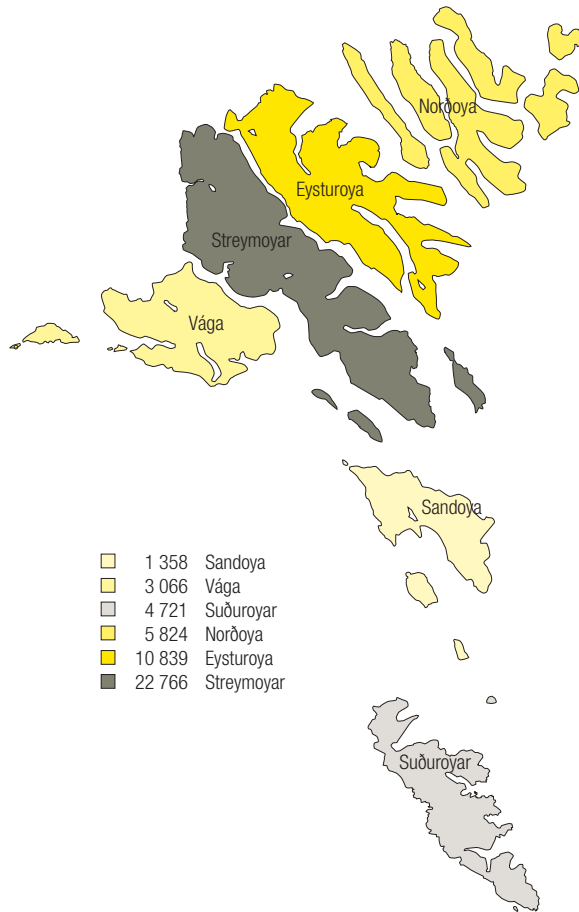 Norðoya
Eysturoya
Streymoyar
Vága
Sandoya
1 358 Sandoya
3 066 Vága
4 721 Suðuroyar
5 824 Norðoya
10 839 Eysturoya
22 766 Streymoyar
Suðuroyar